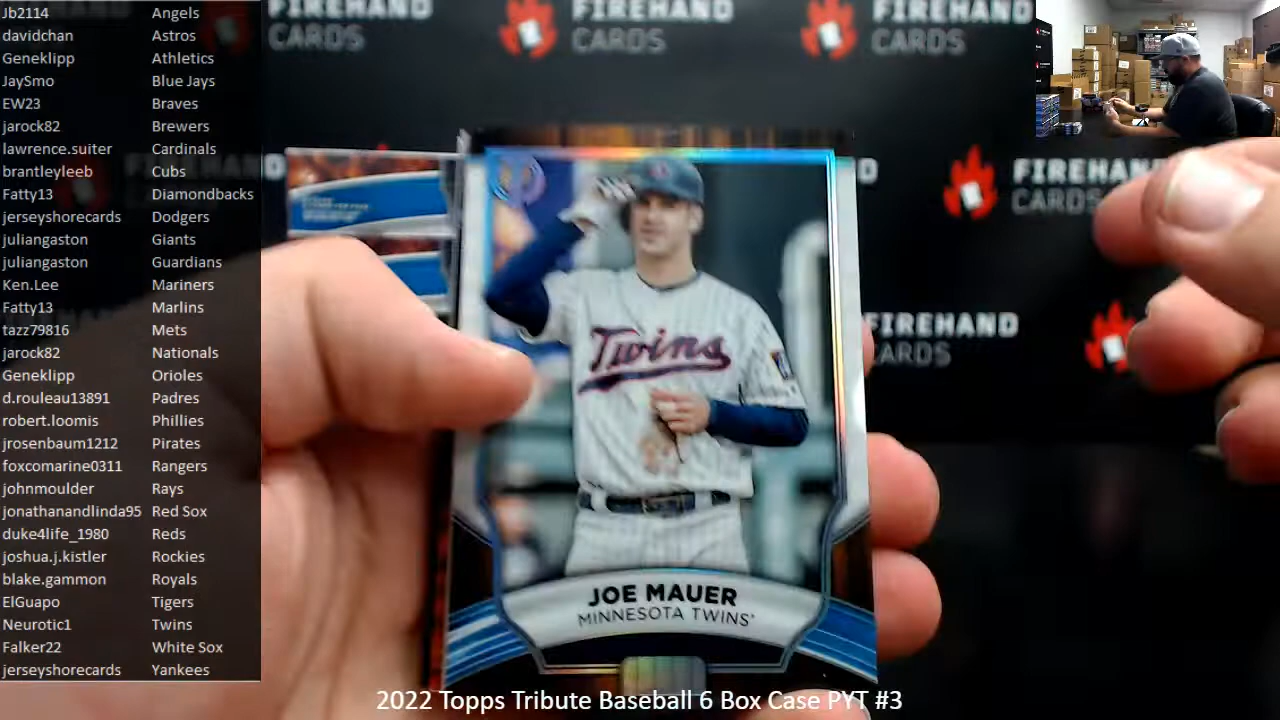 Jb2114 Angels
davidchan Astros
Geneklipp Athletics
JaySmo Blue Jays
EW23 Braves
jarock82 Brewers
lawrence.suiter Cardinals
brantleyleeb Cubs
Fatty13 Diamondbacks
jerseyshorecards Dodgers
juliangaston Giants
juliangaston Guardians
Ken.Lee Mariners
Fatty13 Marlins
tazz79816 Mets
jarock82 Nationals
Geneklipp Orioles
d.rouleau13891 Padres
robert.loomis Phillies
jrosenbaum1212 Pirates
foxcomarine0311 Rangers
johnmoulder Rays
jonathanandlinda95 Red Sox
duke4life_1980 Reds
joshua.j.kistler Rockies
blake.gammon Royals
ElGuapo Tigers
Neurotic1 Twins
Falker22 White Sox
jerseyshorecards Yankees
FIREHAND
CARDS
FIREHAND
CARDS
FIREHAND
CARDS
FIREHAND
CARDS
FIREHAND
CARDS
Twins
JOE MAUER
MINNESOTA TWINS
2022 Topps Tribute Baseball 6 Box Case PYT #3